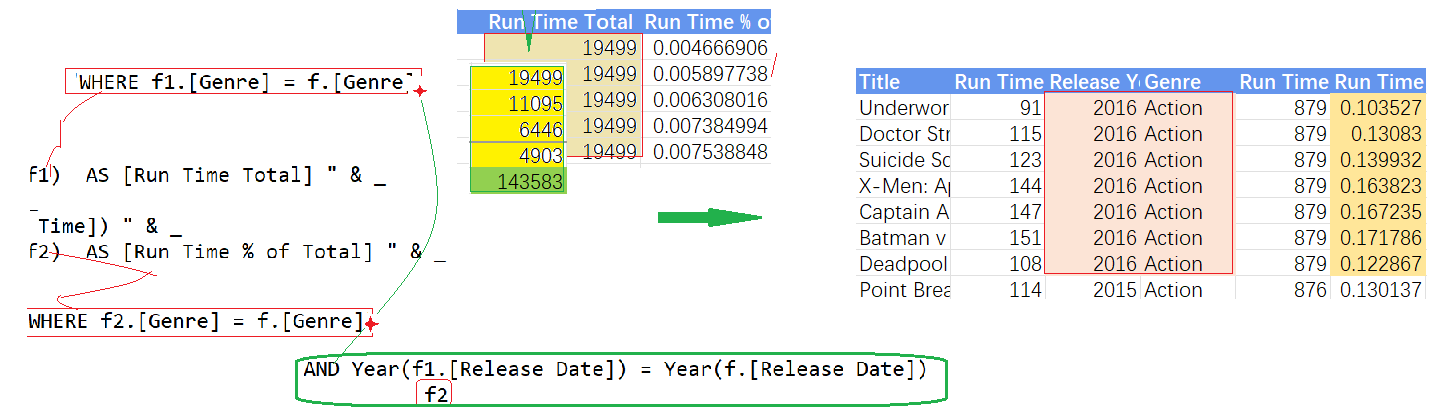 'WHERE f1.[Genre] = f.[Genre]
f1) AS [Run Time Total] " & _
_
Time]) " & _
f2) AS [Run Time % of Total] " & _
WHERE f2.[Genre] = f.[Genre]
AND Year(f1.[Release Date]) = Year(f.[Release Date])
f2
Run Time Total Run Time % of
19499 0.004666906
19499 0.005897738
19499 0.006308016
19499 0.007384994
19499 0.007538848
19499
11095
6446
4903
143583
Title Run Time Release Y Genre Run Time Run Time
Underwor 91 2016 Action 879 0.103527
Doctor Str 115 2016 Action 879 0.13083
Suicide Sc 123 2016 Action 879 0.139932
X-Men: Ap 144 2016 Action 879 0.163823
Captain A 147 2016 Action 879 0.167235
Batman v 151 2016 Action 879 0.171786
Deadpool 108 2016 Action 879 0.122867
Point Brea 114 2015 Action 876 0.130137